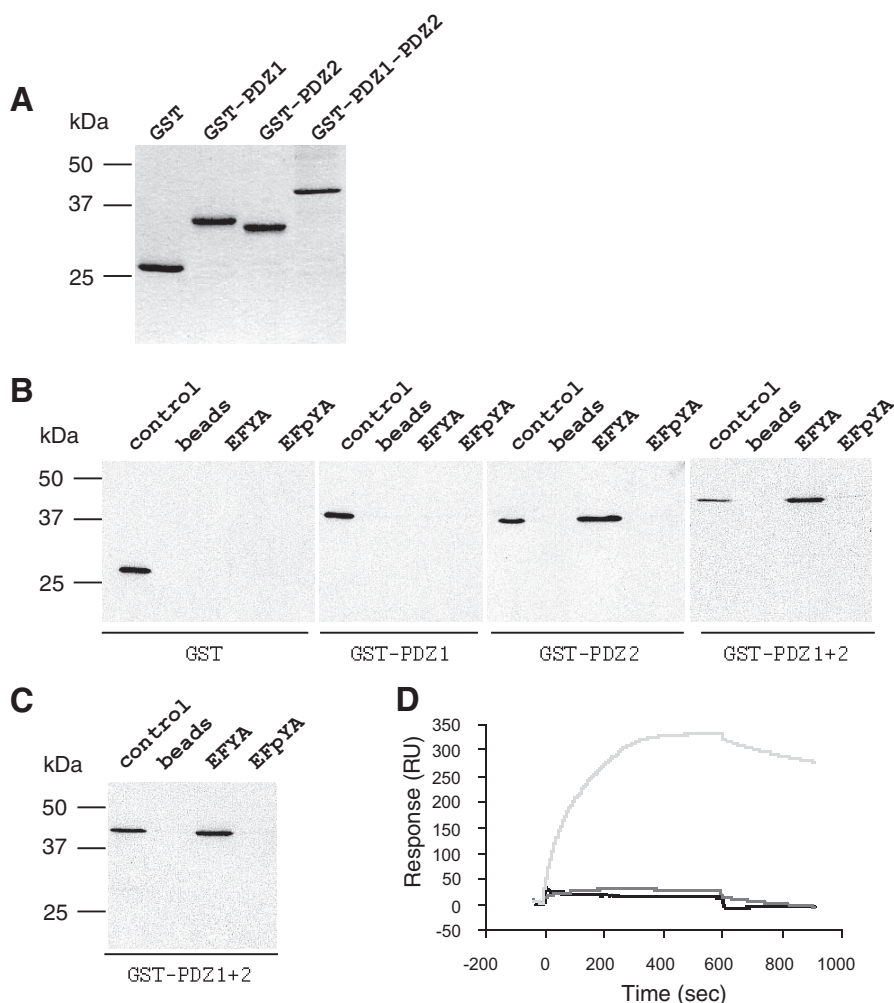 A
kDa
GST
GST-PDZ1
GST-PDZ2
GST-PDZ1-PDZ2
50
37
25
B
kDa
control
beads
EFYA
EFpYA
control
beads
EFYA
EFpYA
control
beads
EFYA
EFpYA
control
beads
EFYA
EFpYA
50
37
25
GST
GST-PDZ1
GST-PDZ2
GST-PDZ1+2
C
kDa
control
beads
EFYA
EFpYA
50
37
25
GST-PDZ1+2
D
Response (RU)
350
300
250
200
150
100
50
0
-50
-200
0
200
400
600
800
1000
Time (sec)